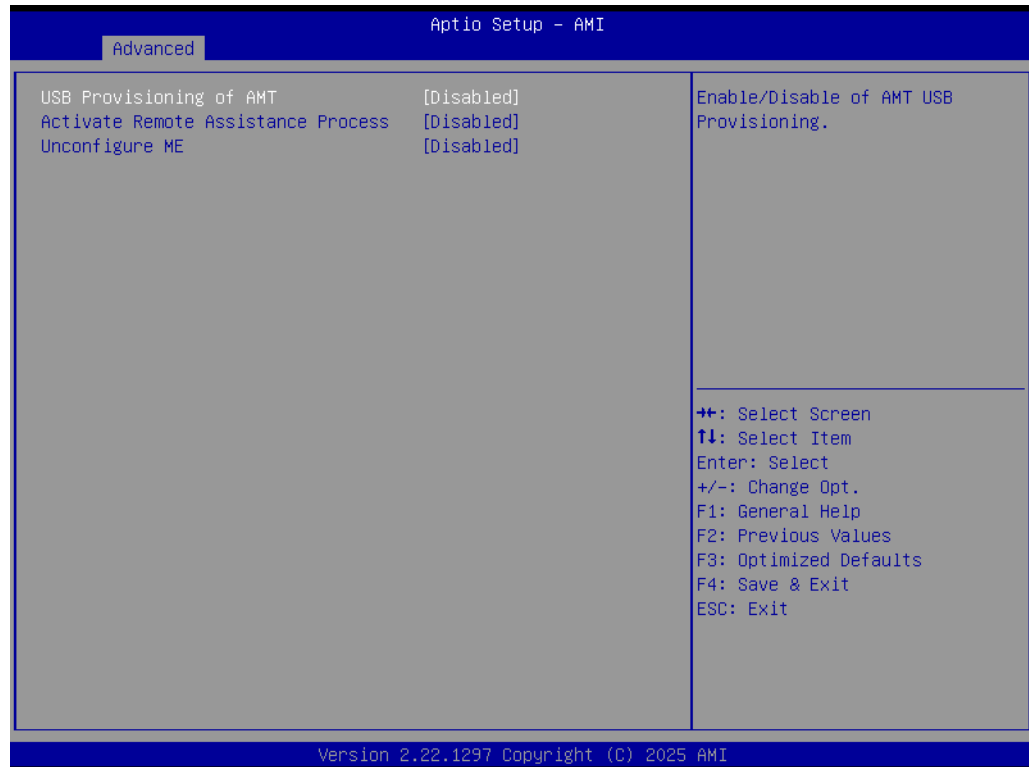 Aptio Setup – AMI
Advanced
USB Provisioning of AMT [Disabled]
Activate Remote Assistance Process [Disabled]
Unconfigure ME [Disabled]
Enable/Disable of AMT USB
Provisioning.
→←: Select Screen
↑↓: Select Item
Enter: Select
+/-: Change Opt.
F1: General Help
F2: Previous Values
F3: Optimized Defaults
F4: Save & Exit
ESC: Exit
Version 2.22.1297 Copyright (C) 2025 AMI